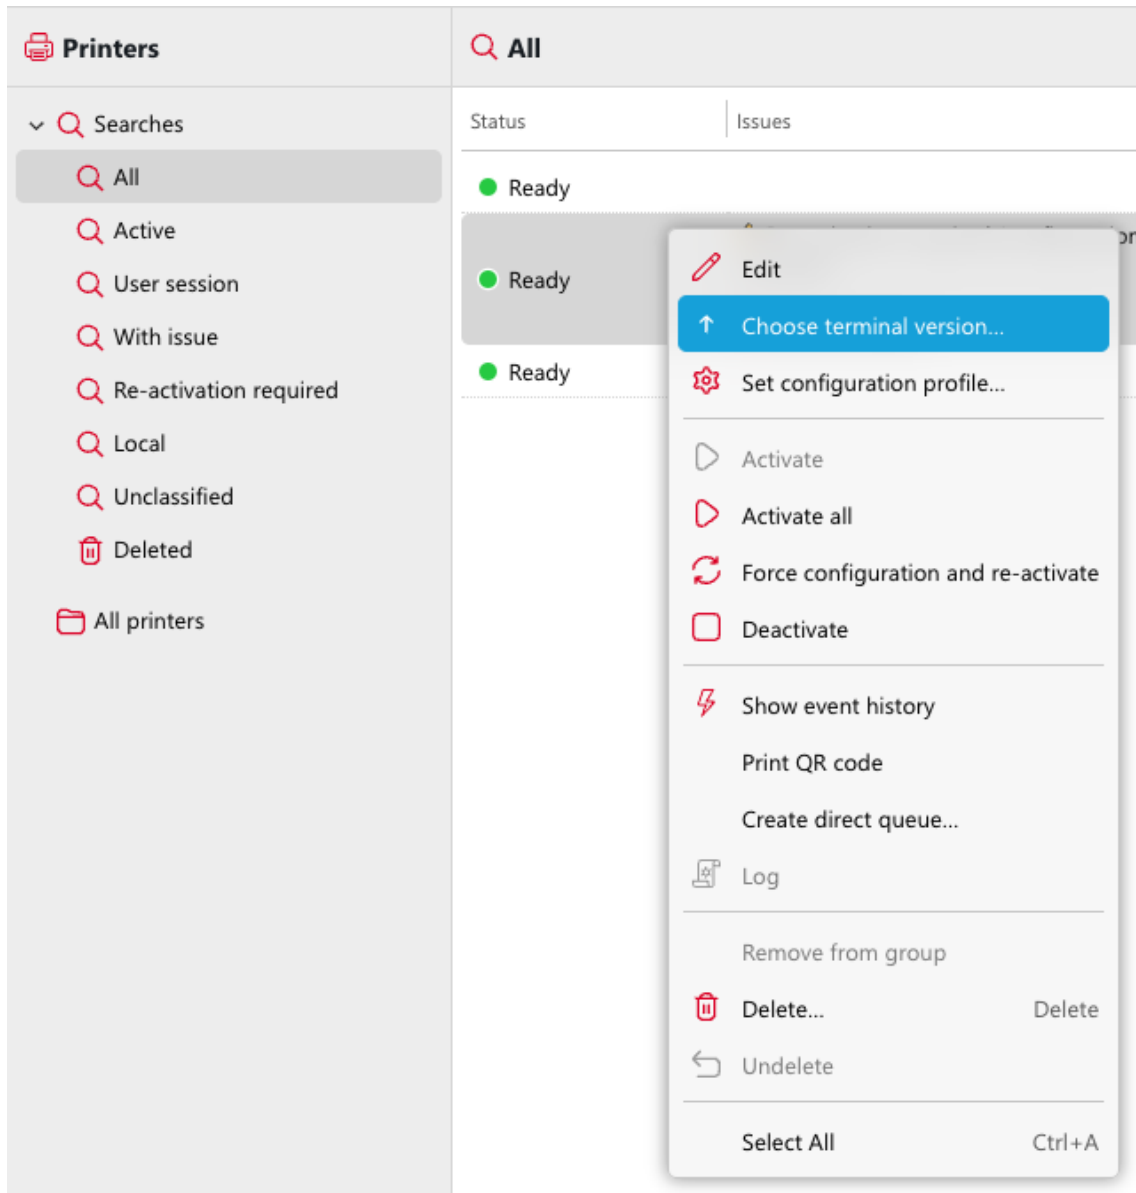 Printers
All
Searches
All
Active
User session
With issue
Re-activation required
Local
Unclassified
Deleted
All printers
Status Issues
Ready
Ready
Ready
Edit
Choose terminal version...
Set configuration profile...
Activate
Activate all
Force configuration and re-activate
Deactivate
Show event history
Print QR code
Create direct queue...
Log
Remove from group
Delete... Delete
Undelete
Select All Ctrl+A